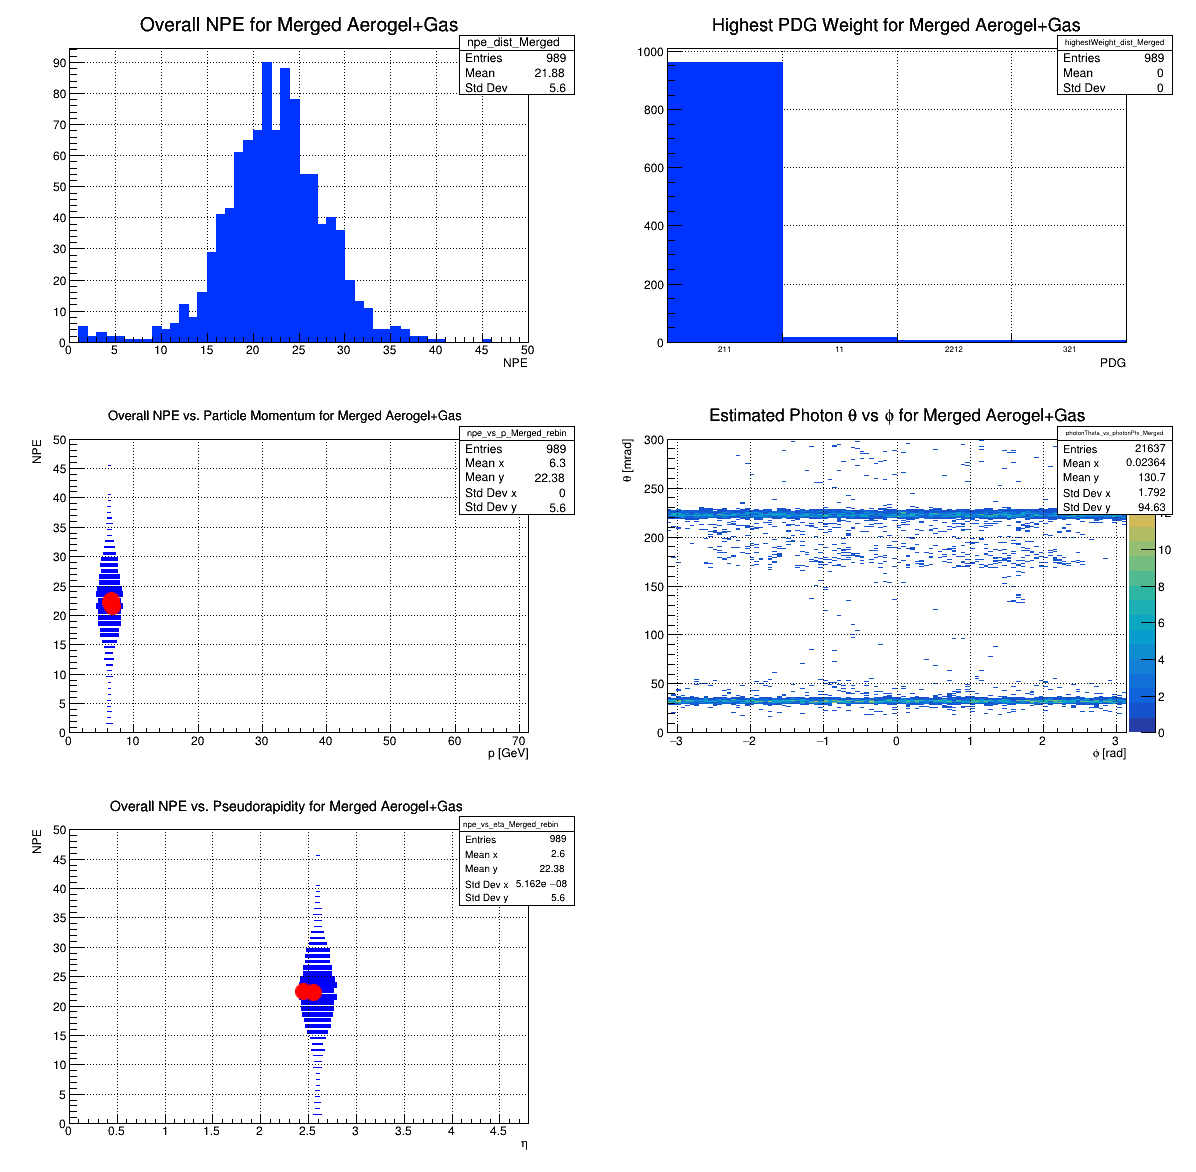 Overall NPE for Merged Aerogel+Gas
npe_dist_Merged
Entries 989
Mean 21.88
Std Dev 5.6
90
80
70
60
50
40
30
20
10
0
0 5 10 15 20 25 30 35 40 45 50
NPE
Highest PDG Weight for Merged Aerogel+Gas
highestWeight_dist_Merged
Entries 989
Mean 0
Std Dev 0
1000
800
600
400
200
0
211 11 2212 321
PDG
Overall NPE vs. Particle Momentum for Merged Aerogel+Gas
NPE
npe_vs_p_Merged_rebin
Entries 989
Mean x 6.3
Mean y 22.38
Std Dev x 0
Std Dev y 5.6
50
45
40
35
30
25
20
15
10
5
0
0 10 20 30 40 50 60 70
p [GeV]
Estimated Photon θ vs ϕ for Merged Aerogel+Gas
θ [mrad]
photonTheta_vs_photonPhi_Merged
Entries 21637
Mean x 0.02364
Mean y 130.7
Std Dev x 1.792
Std Dev y 94.63
300
250
200
150
100
50
0
−3 −2 −1 0 1 2 3
ϕ [rad]
12
10
8
6
4
2
0
Overall NPE vs. Pseudorapidity for Merged Aerogel+Gas
NPE
npe_vs_eta_Merged_rebin
Entries 989
Mean x 2.6
Mean y 22.38
Std Dev x 5.162e −08
Std Dev y 5.6
50
45
40
35
30
25
20
15
10
5
0
0 0.5 1 1.5 2 2.5 3 3.5 4 4.5
η